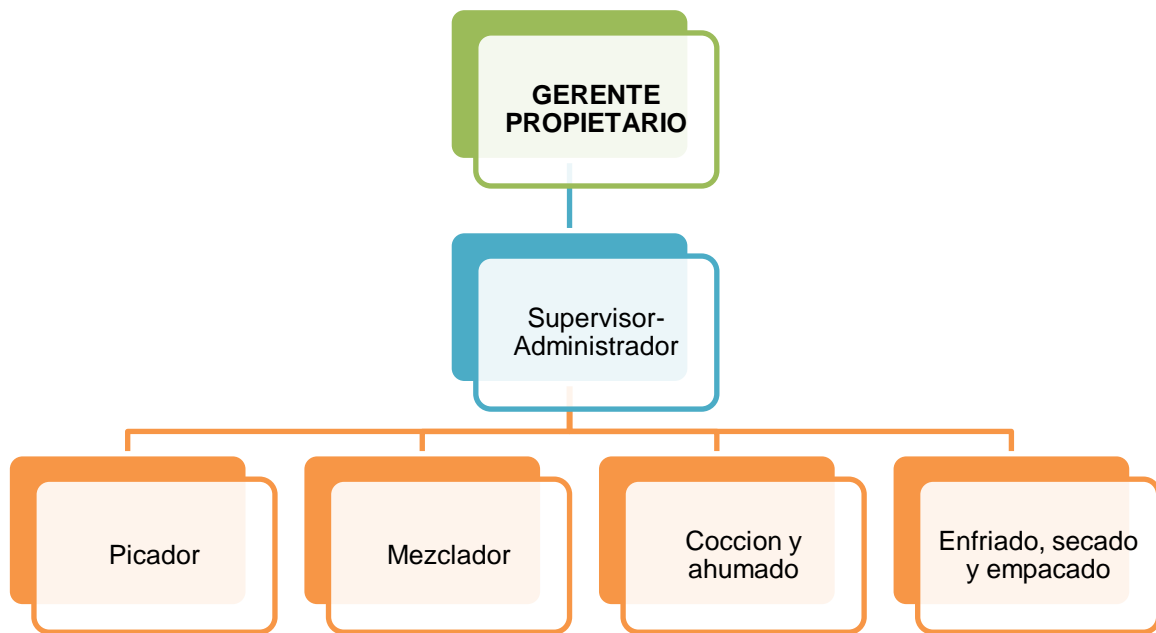 GERENTE
PROPIETARIO
Supervisor-
Administrador
Picador
Mezclador
Coccion y
ahumado
Enfriado, secado
y empacado